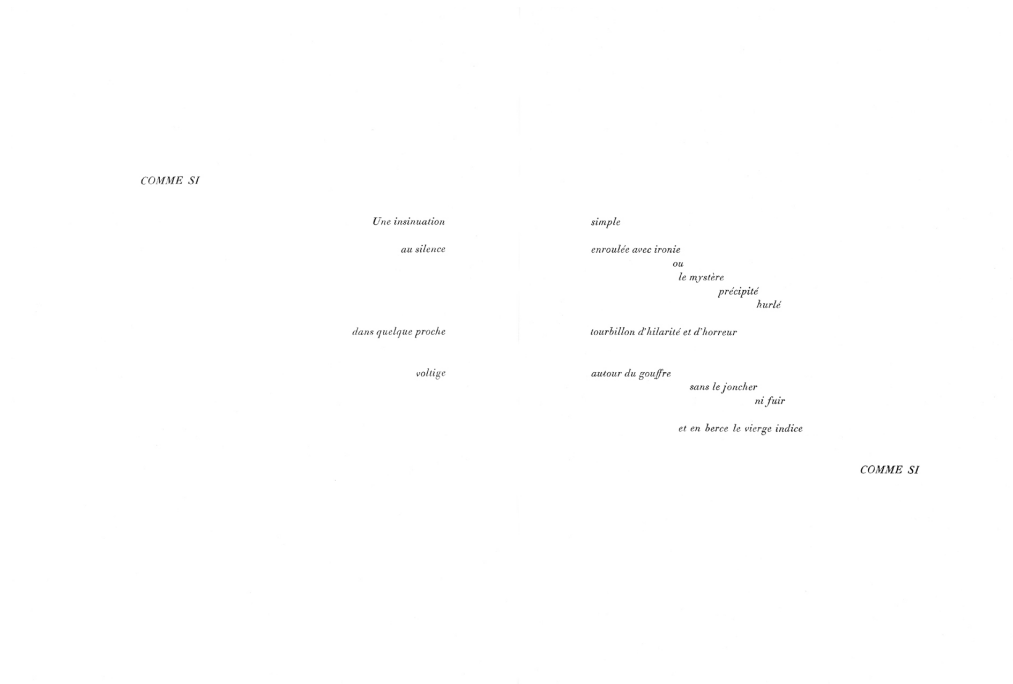 COMME SI
Une insinuation simple
au silence enroulée avec ironie
ou
le mystère
précipité
hurlé
dans quelque proche tourbillon d'hilarité et d'horreur
voltige autour du gouffre
sans le joncher
ni fuir
et en berce le vierge indice
COMME SI